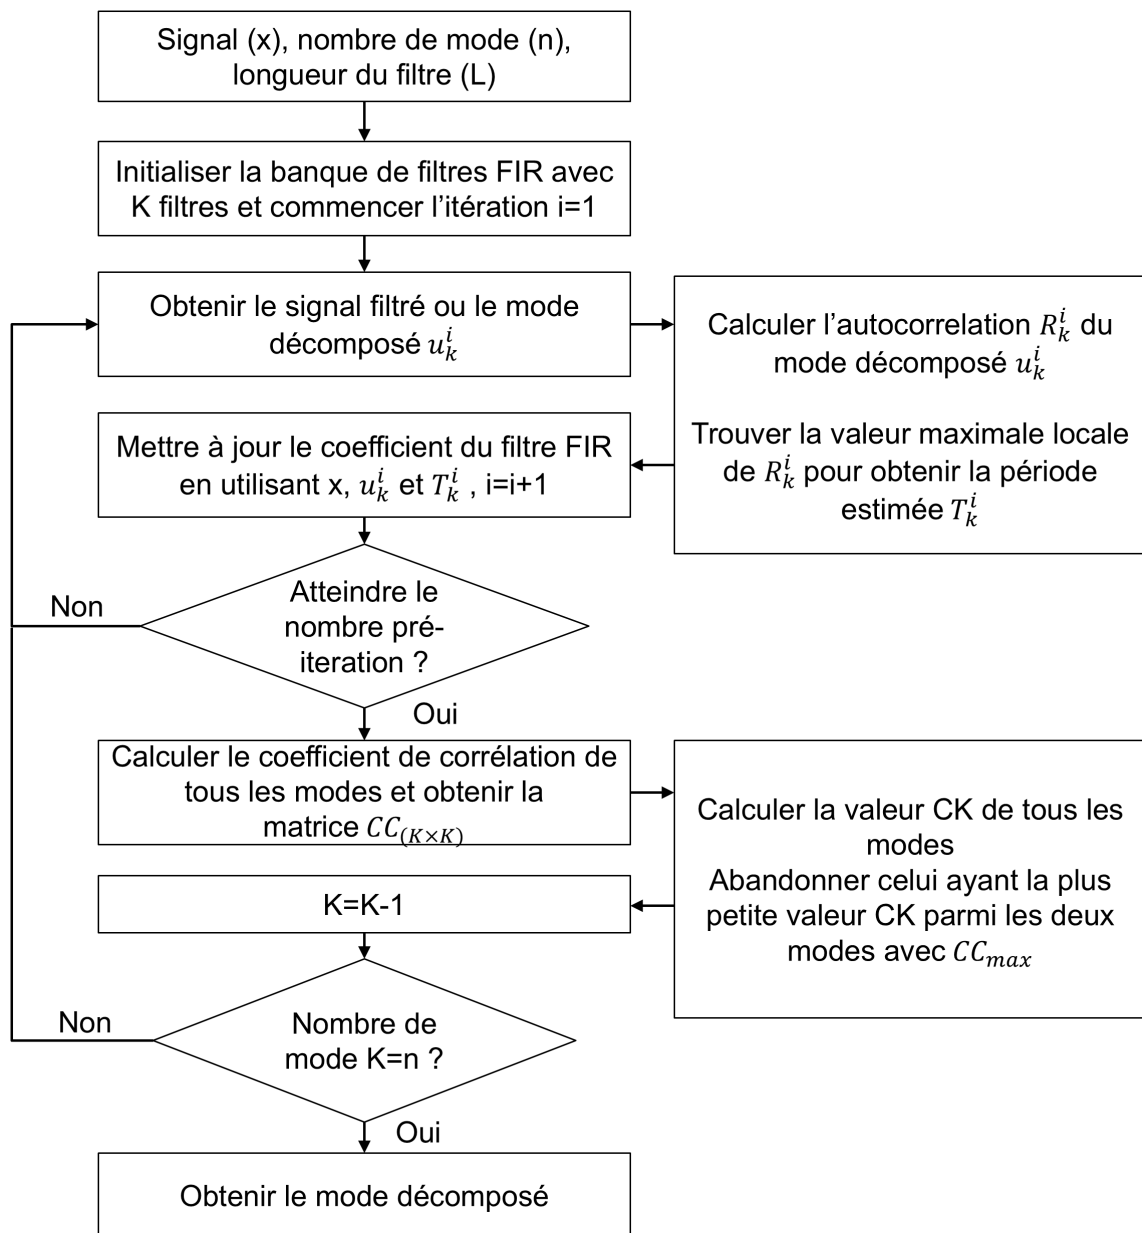 Signal (x), nombre de mode (n),
longueur du filtre (L)
Initialiser la banque de filtres FIR avec
K filtres et commencer l’itération i=1
Obtenir le signal filtré ou le mode
décomposé $u_k^i$
Calculer l’autocorrelation $R_k^i$ du
mode décomposé $u_k^i$
Trouver la valeur maximale locale
de $R_k^i$ pour obtenir la période
estimée $T_k^i$
Mettre à jour le coefficient du filtre FIR
en utilisant x, $u_k^i$ et $T_k^i$ , i=i+1
Atteindre le
nombre pré-
iteration ?
Non
Oui
Calculer le coefficient de corrélation de
tous les modes et obtenir la
matrice $CC_{(K×K)}$
Calculer la valeur CK de tous les
modes
Abandonner celui ayant la plus
petite valeur CK parmi les deux
modes avec $CC_{max}$
K=K-1
Nombre de
mode K=n ?
Non
Oui
Obtenir le mode décomposé